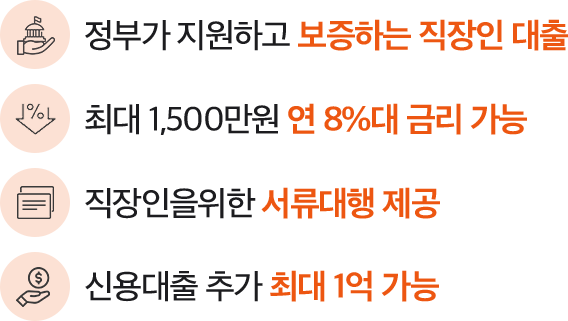 정부가 지원하고 보증하는 직장인 대출
최대 1,500만원 연 8%대 금리 가능
직장인을위한 서류대행 제공
신용대출 추가 최대 1억 가능